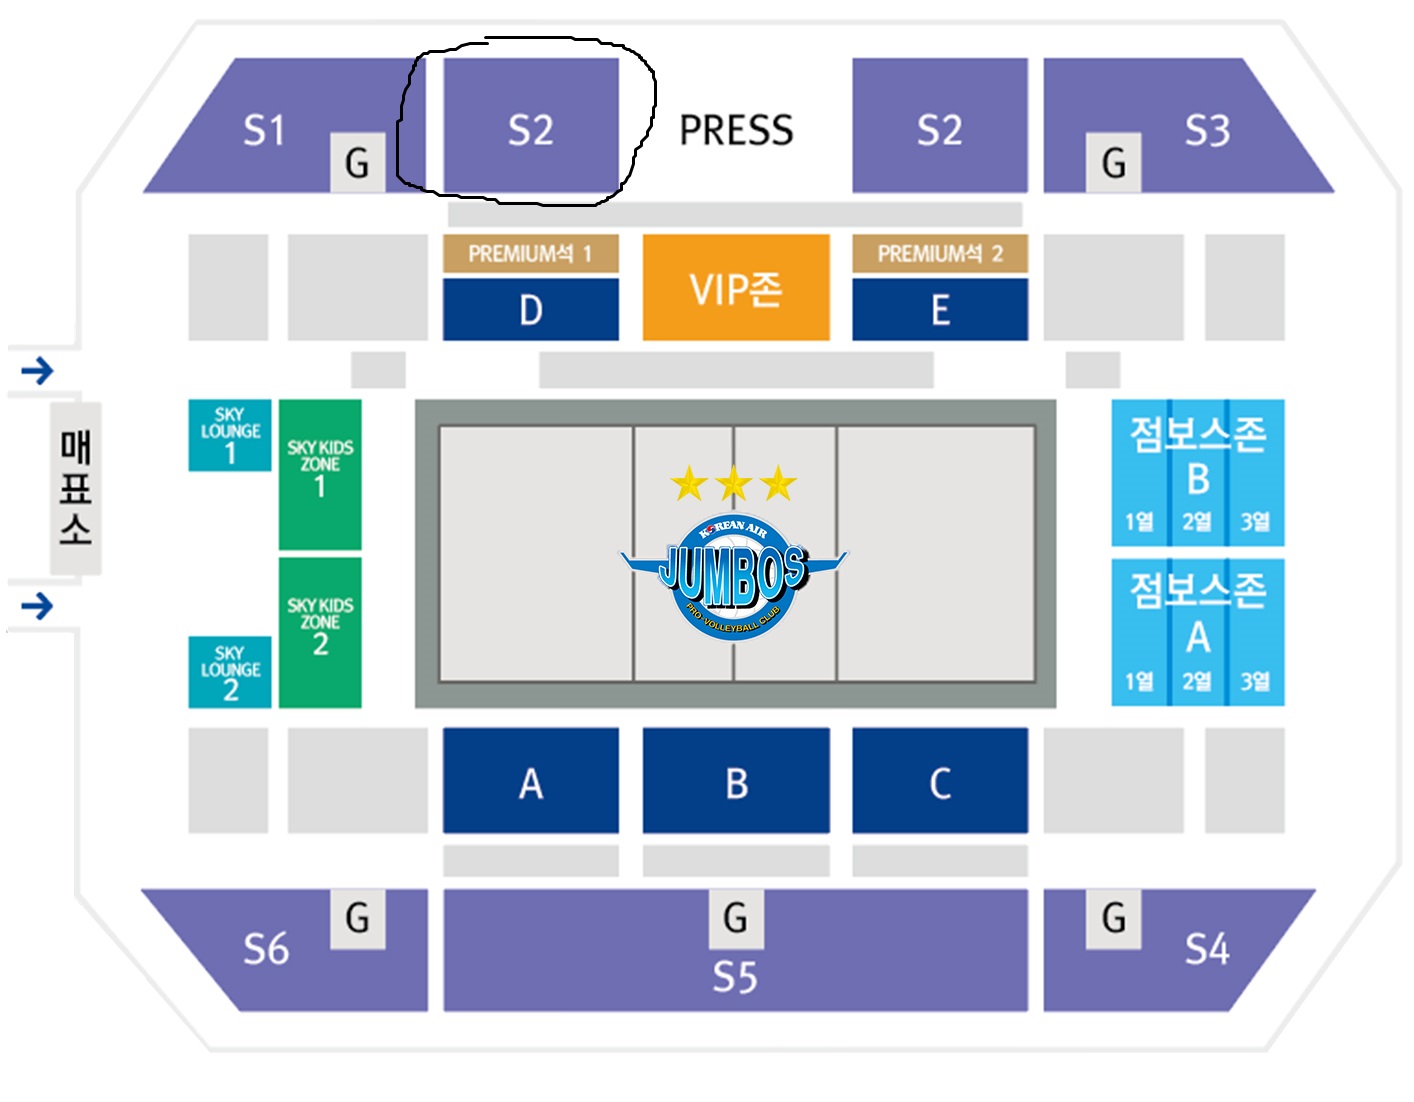 S1
G
S2
PRESS
S2
G
S3
PREMIUM석 1
D
VIP존
PREMIUM석 2
E
매표소
SKY
LOUNGE
1
SKY KIDS
ZONE
1
SKY KIDS
ZONE
2
SKY
LOUNGE
2
KOREAN AIR
JUMBOS
PRO-VOLLEYBALL CLUB
점보스존
B
1열 2열 3열
점보스존
A
1열 2열 3열
A
B
C
G
S6
G
S5
G
S4